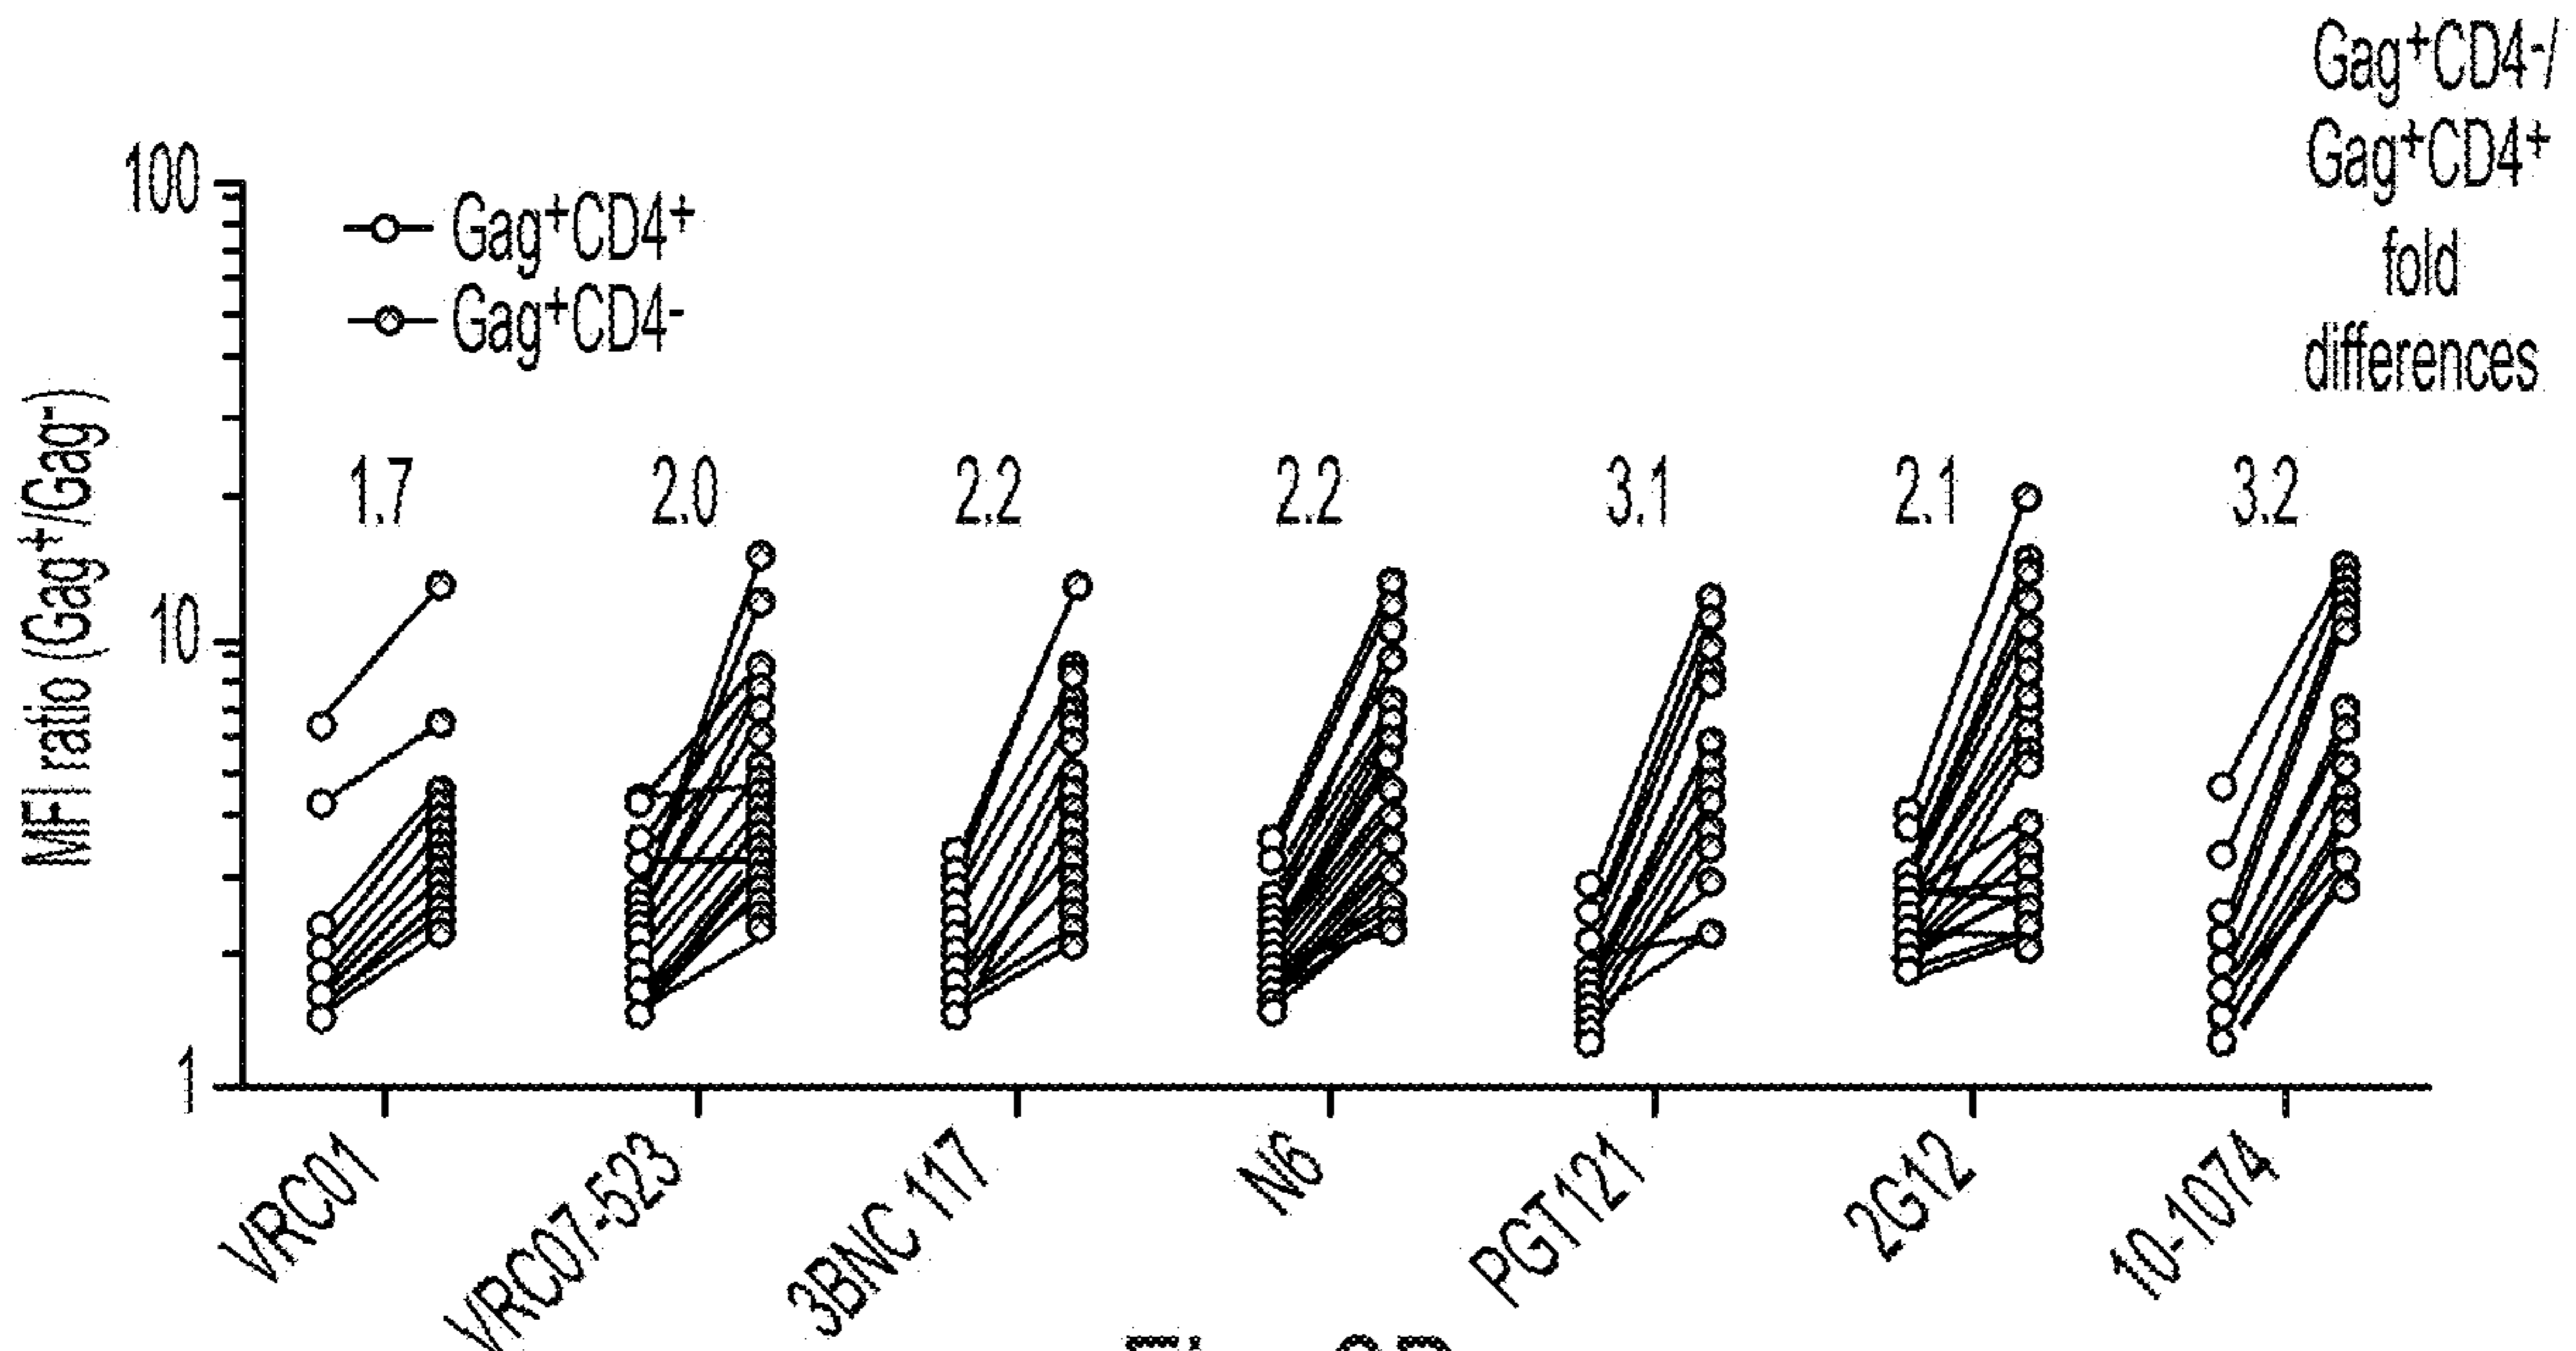 Gag⁺CD4⁻/
Gag⁺CD4⁺
fold
differences
100
10
1
MFI ratio (Gag⁺/Gag⁻)
Gag⁺CD4⁺
Gag⁺CD4⁻
1.7 2.0 2.2 2.2 3.1 2.1 3.2
VRC01
VRC07-523
3BNC 117
N6
PGT121
2G12
10-1074